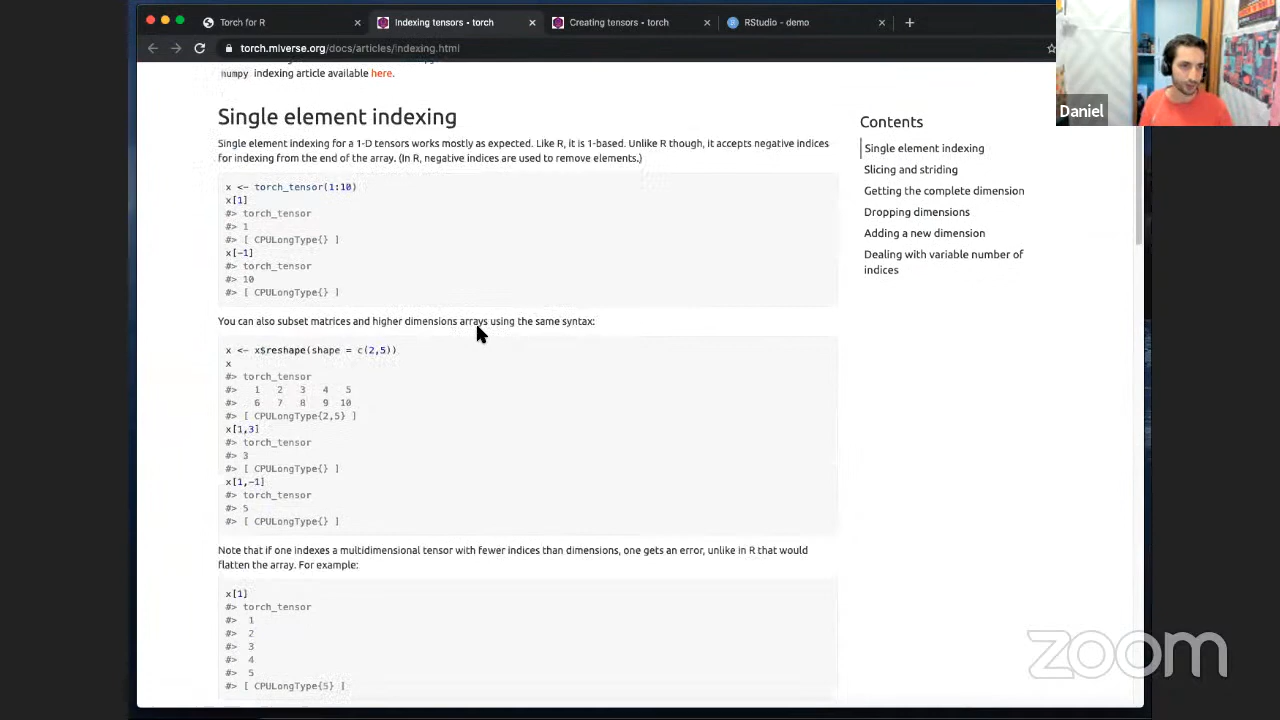 Torch for R
Indexing tensors - torch
Creating tensors - torch
RStudio - demo
torch.mlverse.org/docs/articles/indexing.html
numpy indexing article available here.
Single element indexing
Single element indexing for a 1-D tensors works mostly as expected. Like R, it is 1-based. Unlike R though, it accepts negative indices
for indexing from the end of the array. (In R, negative indices are used to remove elements.)
x <- torch_tensor(1:10)
x[1]
#> torch_tensor
#> 1
#> [ CPULongType{} ]
x[-1]
#> torch_tensor
#> 10
#> [ CPULongType{} ]
You can also subset matrices and higher dimensions arrays using the same syntax:
x <- x$reshape(shape = c(2,5))
x
#> torch_tensor
#> 1 2 3 4 5
#> 6 7 8 9 10
#> [ CPULongType{2,5} ]
x[1,3]
#> torch_tensor
#> 3
#> [ CPULongType{} ]
x[1,-1]
#> torch_tensor
#> 5
#> [ CPULongType{} ]
Note that if one indexes a multidimensional tensor with fewer indices than dimensions, one gets an error, unlike in R that would
flatten the array. For example:
x[1]
#> torch_tensor
#> 1
#> 2
#> 3
#> 4
#> 5
#> [ CPULongType{5} ]
Contents
Single element indexing
Slicing and striding
Getting the complete dimension
Dropping dimensions
Adding a new dimension
Dealing with variable number of
indices
Daniel
zoom